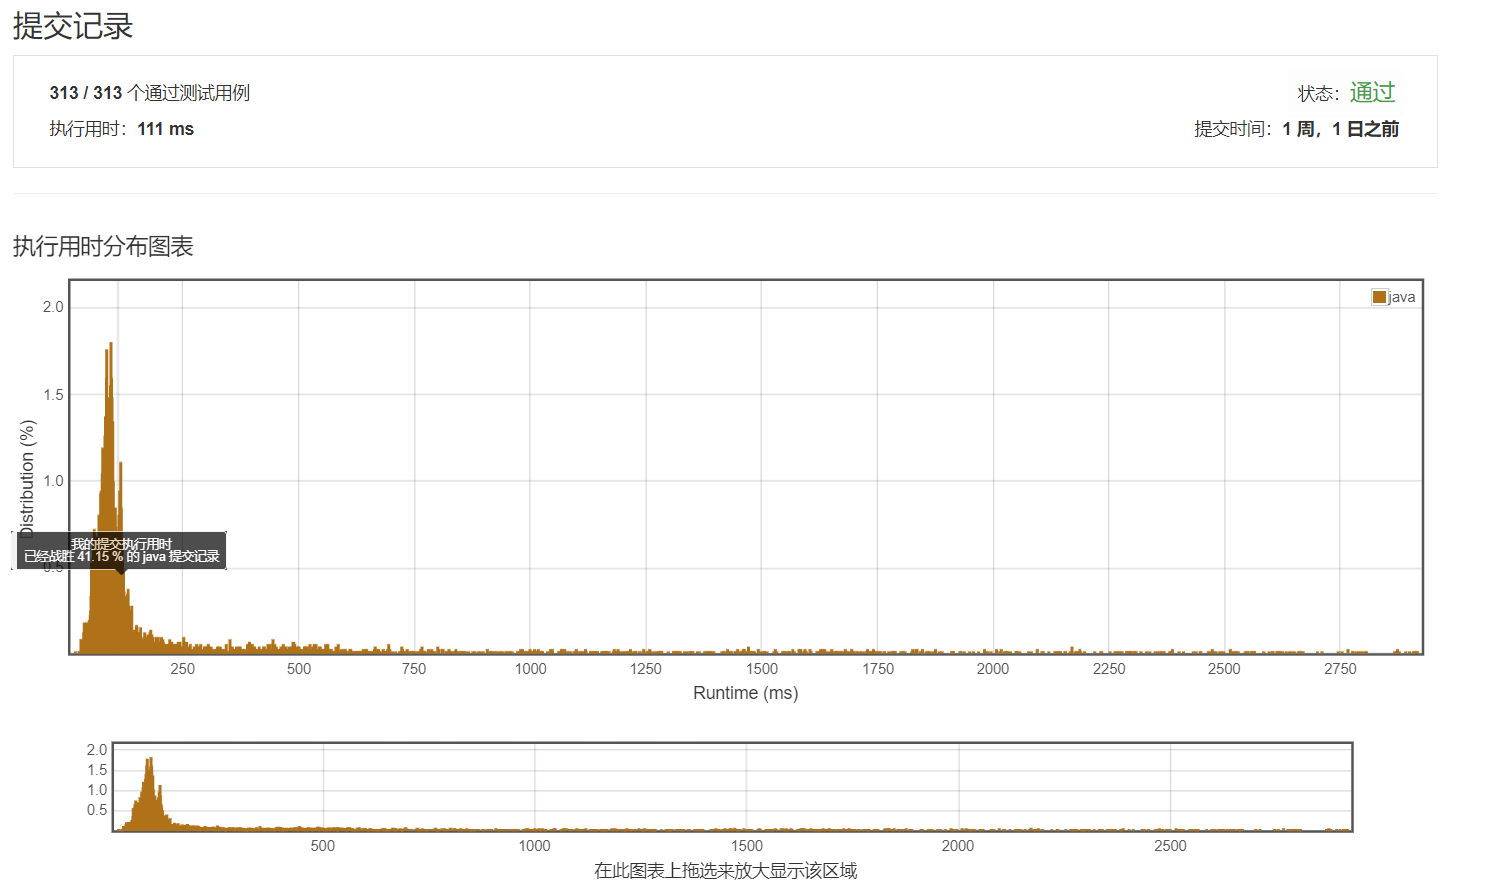 提交记录
313 / 313 个通过测试用例
状态：通过
执行用时：111 ms
提交时间：1 周，1 日之前
执行用时分布图表
java
2.0
1.5
1.0
0.5
Distribution (%)
我的提交执行用时
已经战胜 41.15 % 的 java 提交记录
250 500 750 1000 1250 1500 1750 2000 2250 2500 2750
Runtime (ms)
2.0
1.5
1.0
0.5
500 1000 1500 2000 2500
在此图表上拖选来放大显示该区域